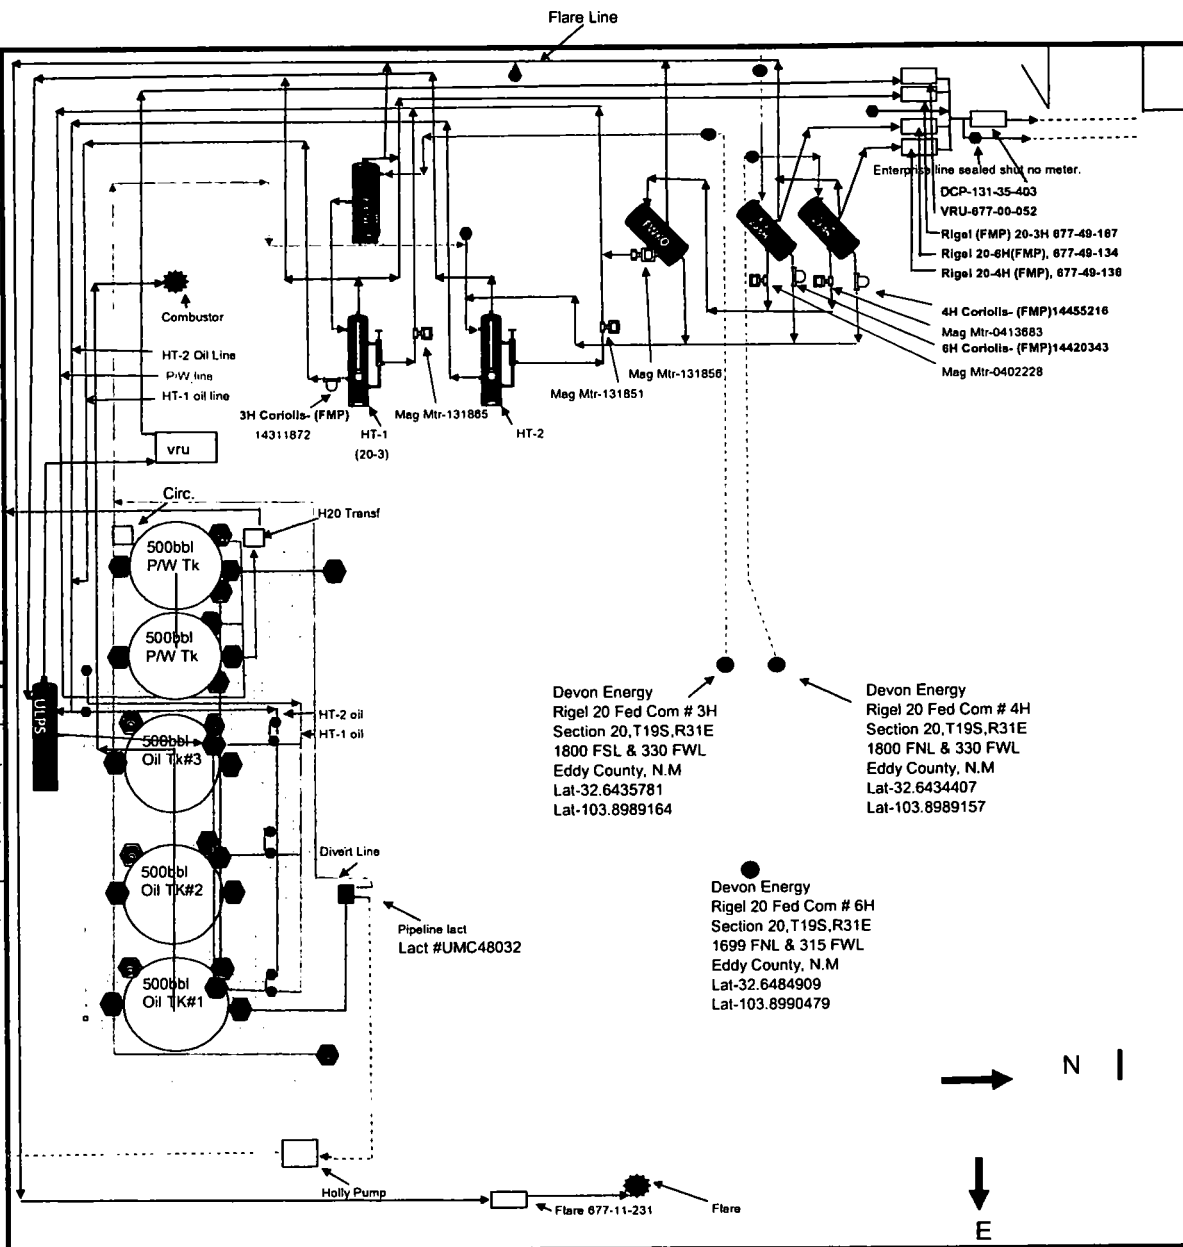 Flare Line
Enterprise line sealed shut no meter.
DCP-131-35-403
VRU-677-00-052
Rigel (FMP) 20-3H 677-49-167
Rigel 20-6H(FMP), 677-49-134
Rigel 20-4H (FMP), 677-49-136
4H Coriolis- (FMP)14455216
Mag Mtr-0413683
6H Coriolis- (FMP)14420343
Mag Mtr-0402228
Combustor
HT-2 Oil Line
P/W line
HT-1 oil line
3H Coriolis- (FMP)
14311872
HT-1
(20-3)
Mag Mtr-131865
HT-2
Mag Mtr-131851
Mag Mtr-131856
vru
Circ.
H20 Transf
500bbl
P/W Tk
500bbl
P/W Tk
ULPS
HT-2 oil
HT-1 oil
500bbl
Oil Tk#3
500bbl
Oil TK#2
500bbl
Oil TK#1
Divert Line
Pipeline lact
Lact #UMC48032
Devon Energy
Rigel 20 Fed Com # 3H
Section 20,T19S,R31E
1800 FSL & 330 FWL
Eddy County, N.M
Lat-32.6435781
Lat-103.8989164
Devon Energy
Rigel 20 Fed Com # 4H
Section 20,T19S,R31E
1800 FNL & 330 FWL
Eddy County, N.M
Lat-32.6434407
Lat-103.8989157
Devon Energy
Rigel 20 Fed Com # 6H
Section 20,T19S,R31E
1699 FNL & 315 FWL
Eddy County, N.M
Lat-32.6484909
Lat-103.8990479
N
E
Holly Pump
Flare 677-11-231
Flare